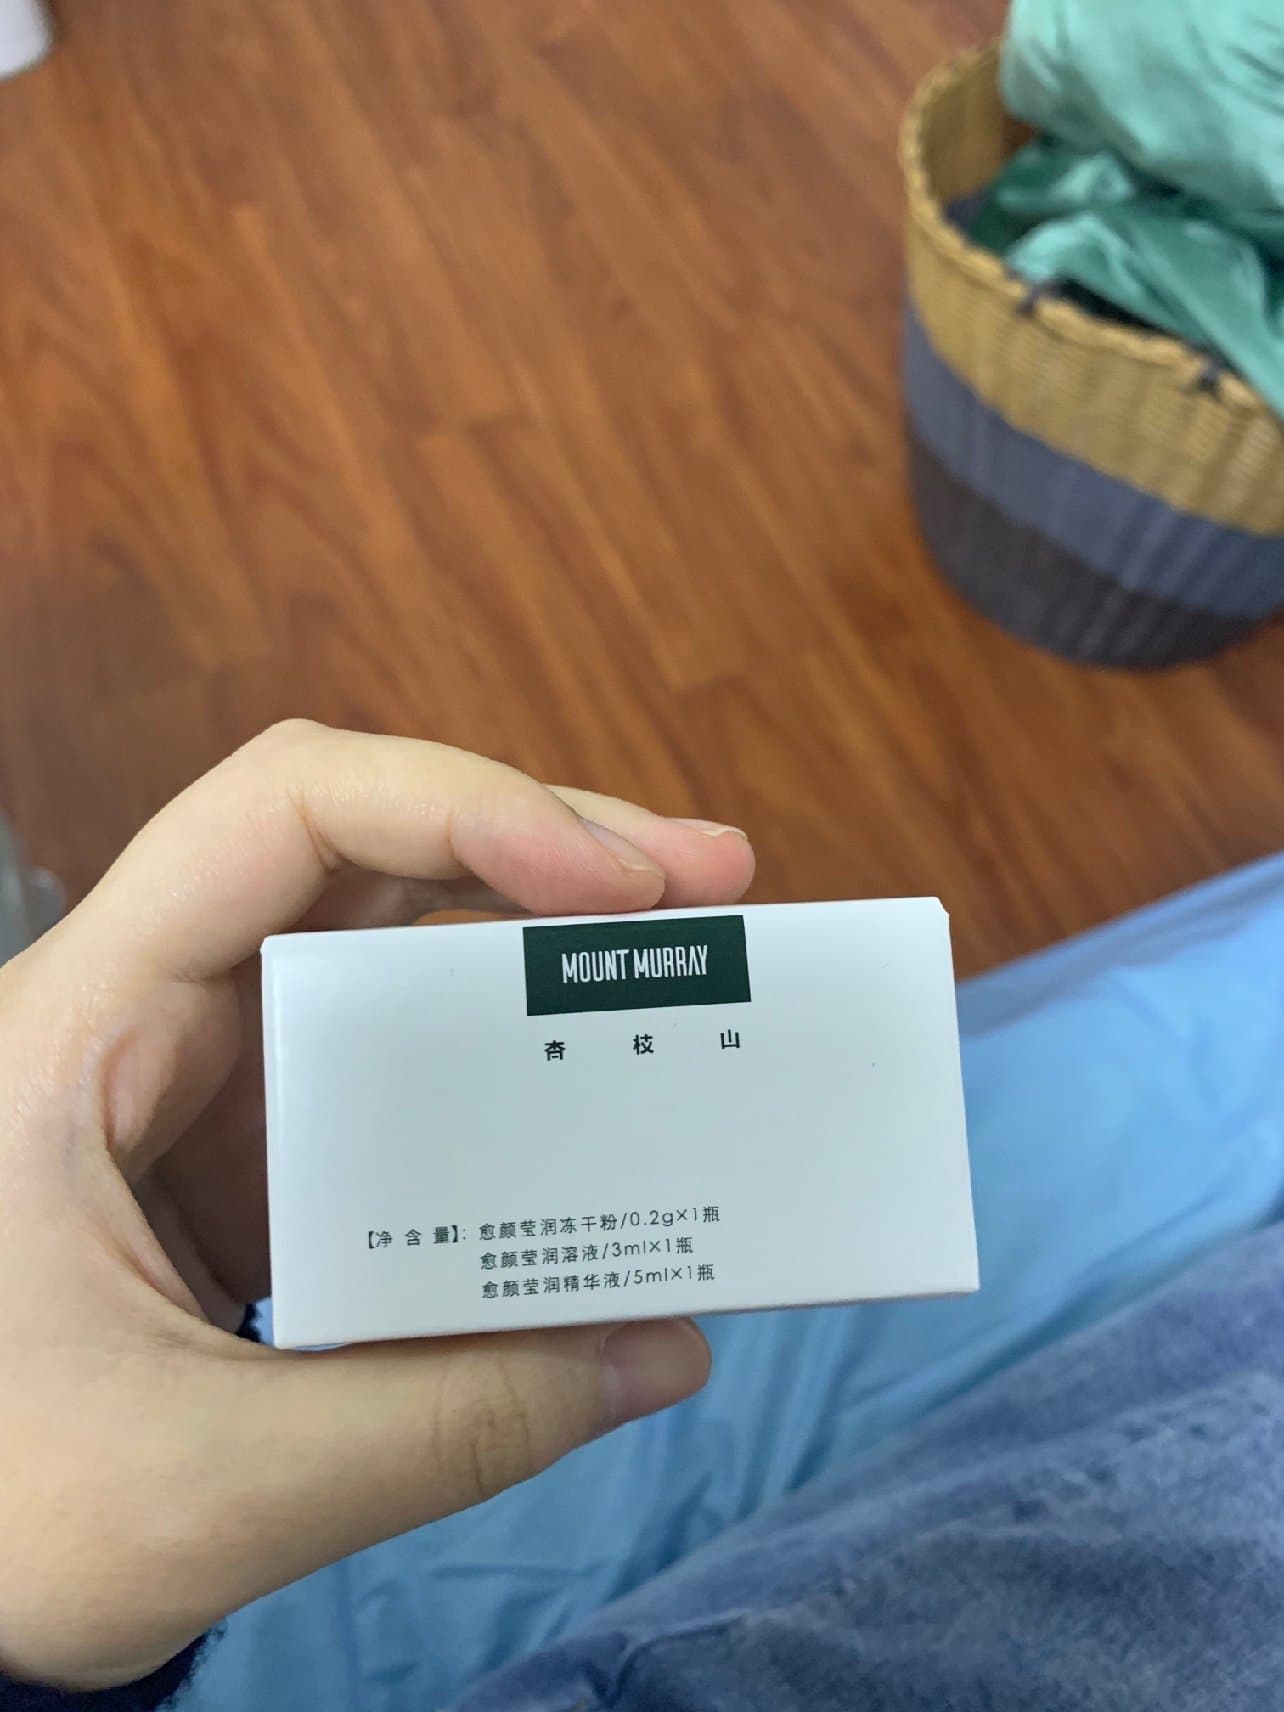 MOUNT MURRAY
杏枝山
【净含量】：愈颜莹润冻干粉/0.2g×1瓶
愈颜莹润溶液/3ml×1瓶
愈颜莹润精华液/5ml×1瓶